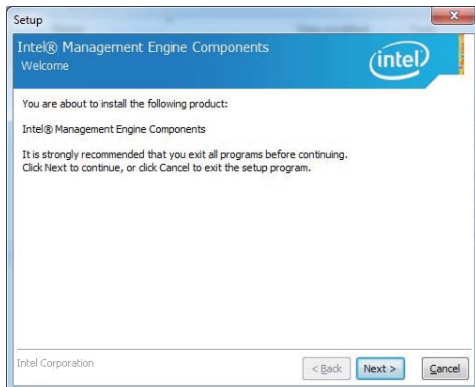 Setup
Intel® Management Engine Components
Welcome
intel
You are about to install the following product:
Intel® Management Engine Components
It is strongly recommended that you exit all programs before continuing.
Click Next to continue, or click Cancel to exit the setup program.
Intel Corporation
< Back Next > Cancel